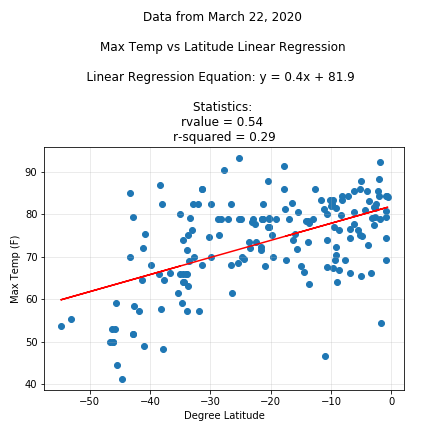 Data from March 22, 2020
Max Temp vs Latitude Linear Regression
Linear Regression Equation: y = 0.4x + 81.9
Statistics:
rvalue = 0.54
r-squared = 0.29
90
80
70
60
50
40
Max Temp (F)
−50 −40 −30 −20 −10 0
Degree Latitude